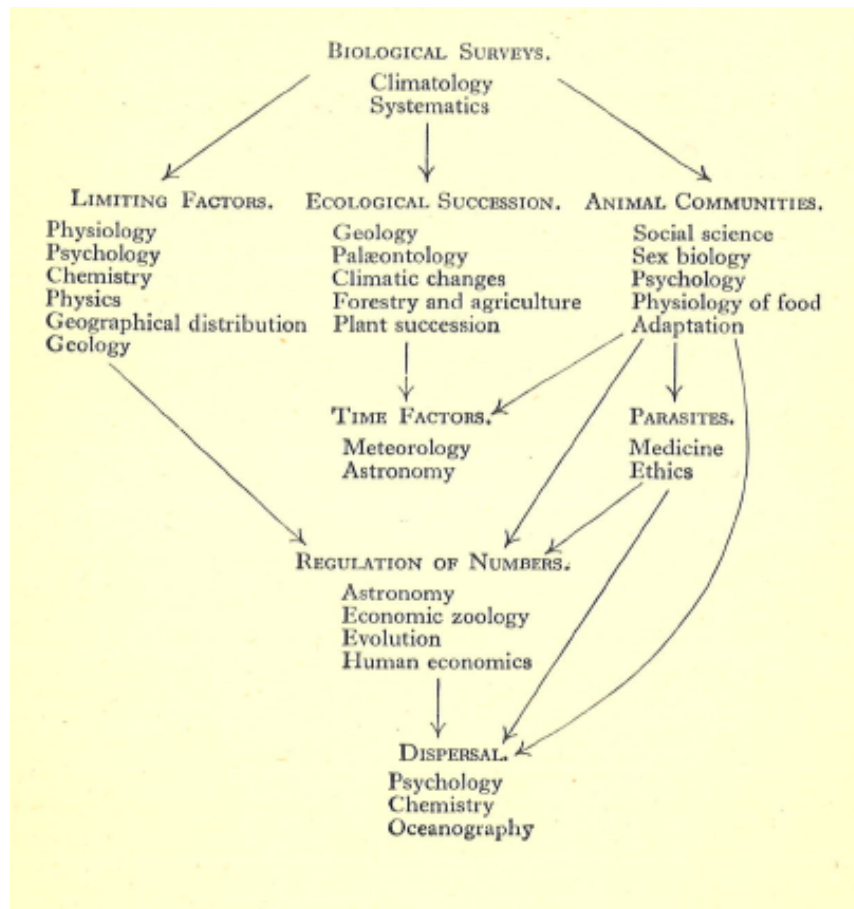 BIOLOGICAL SURVEYS.
Climatology
Systematics
LIMITING FACTORS.
Physiology
Psychology
Chemistry
Physics
Geographical distribution
Geology
ECOLOGICAL SUCCESSION.
Geology
Palæontology
Climatic changes
Forestry and agriculture
Plant succession
ANIMAL COMMUNITIES.
Social science
Sex biology
Psychology
Physiology of food
Adaptation
TIME FACTORS.
Meteorology
Astronomy
PARASITES.
Medicine
Ethics
REGULATION OF NUMBERS.
Astronomy
Economic zoology
Evolution
Human economics
DISPERSAL.
Psychology
Chemistry
Oceanography